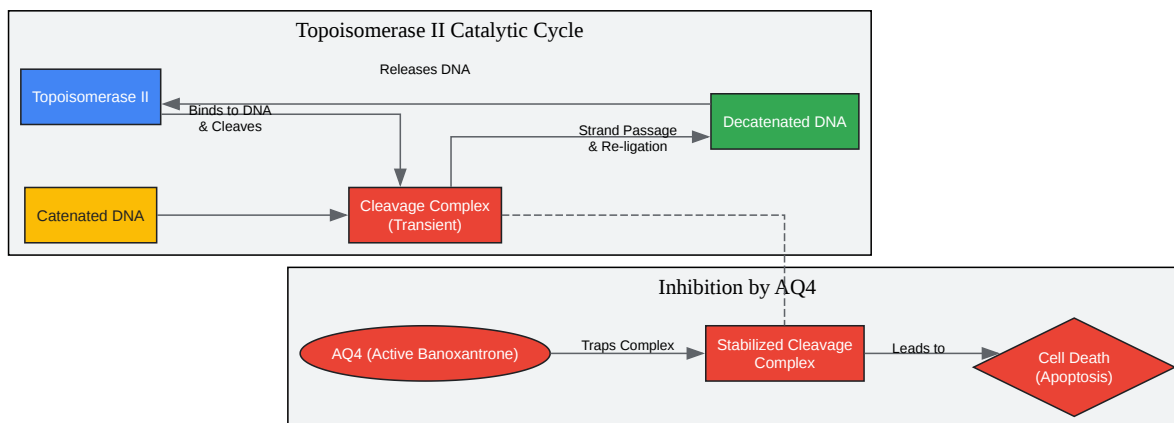 Topoisomerase II Catalytic Cycle
Releases DNA
Topoisomerase II
Binds to DNA
& Cleaves
Decatenated DNA
Strand Passage
& Re-ligation
Catenated DNA
Cleavage Complex
(Transient)
Inhibition by AQ4
AQ4 (Active Banoxantrone)
Traps Complex
Stabilized Cleavage
Complex
Leads to
Cell Death
(Apoptosis)